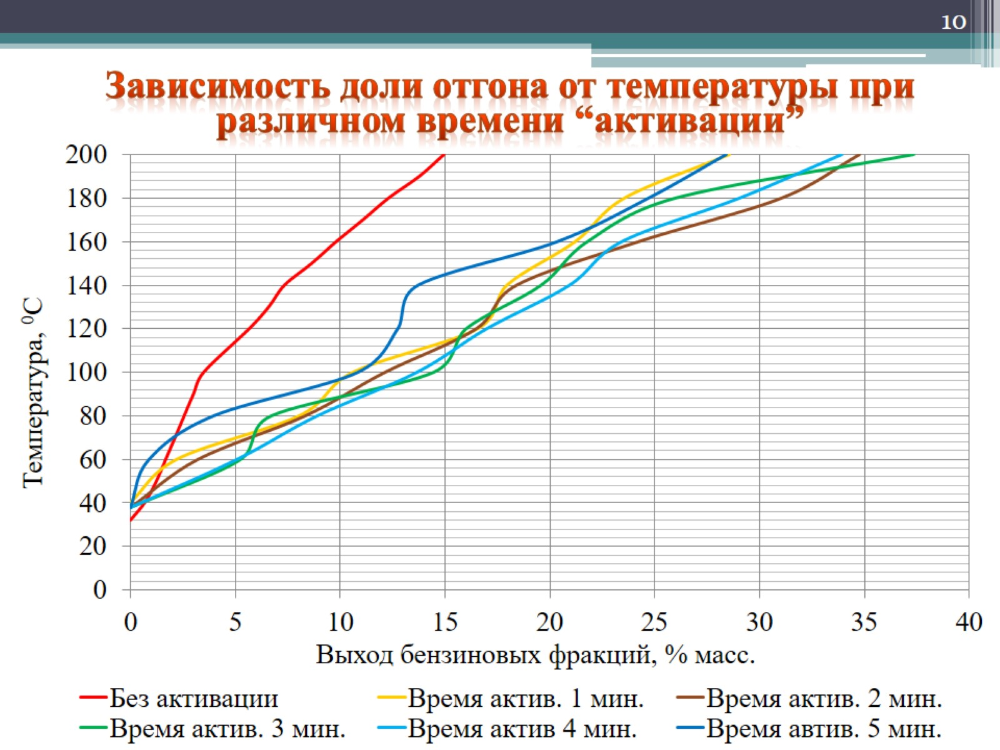 10
Зависимость доли отгона от температуры при
различном времени “активации”
200
180
160
140
120
100
80
60
40
20
0
Температура, ⁰С
0 5 10 15 20 25 30 35 40
Выход бензиновых фракций, % масс.
Без активации Время актив. 1 мин. Время актив. 2 мин.
Время актив. 3 мин. Время актив 4 мин. Время автив. 5 мин.